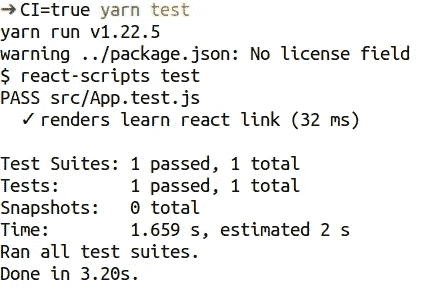 ➔ CI=true yarn test
yarn run v1.22.5
warning ../package.json: No license field
$ react-scripts test
PASS src/App.test.js
✓ renders learn react link (32 ms)
Test Suites: 1 passed, 1 total
Tests: 1 passed, 1 total
Snapshots: 0 total
Time: 1.659 s, estimated 2 s
Ran all test suites.
Done in 3.20s.